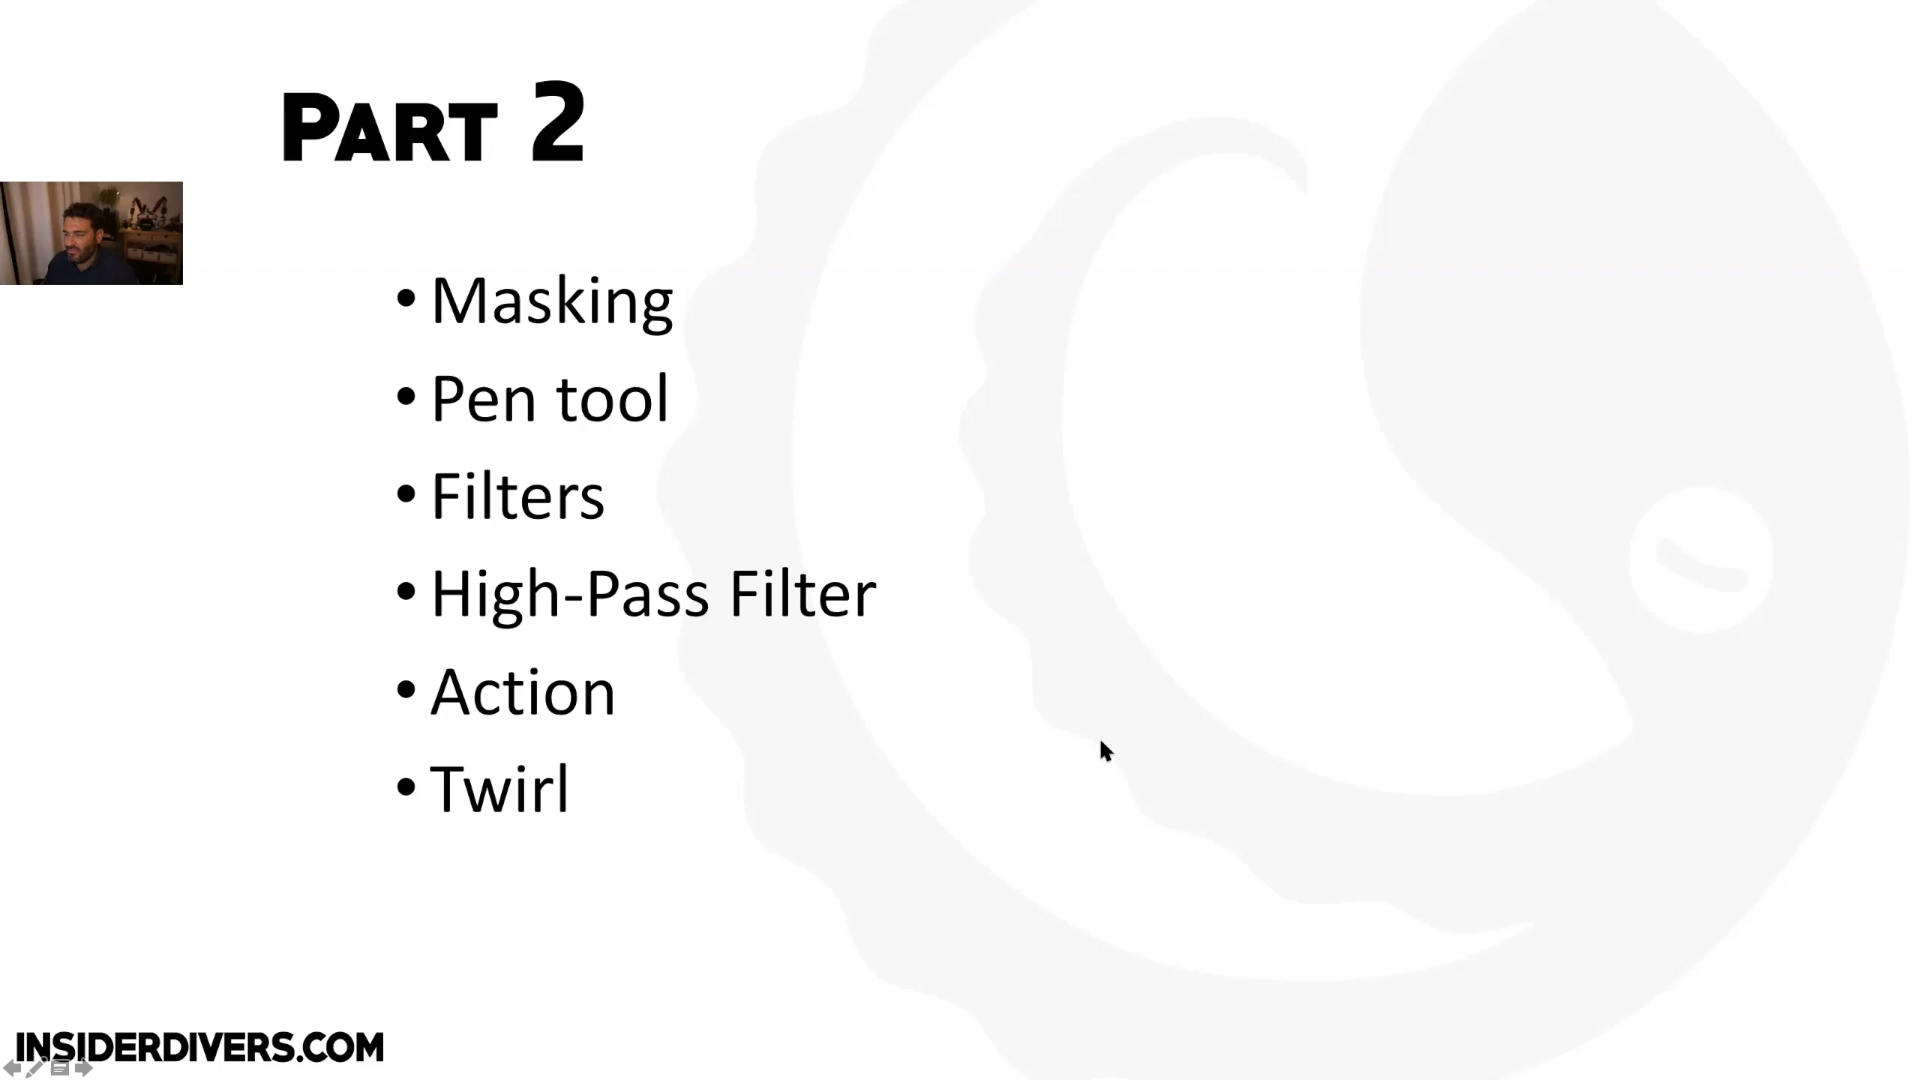 PART 2
• Masking
• Pen tool
• Filters
• High-Pass Filter
• Action
• Twirl
INSIDERDIVERS.COM